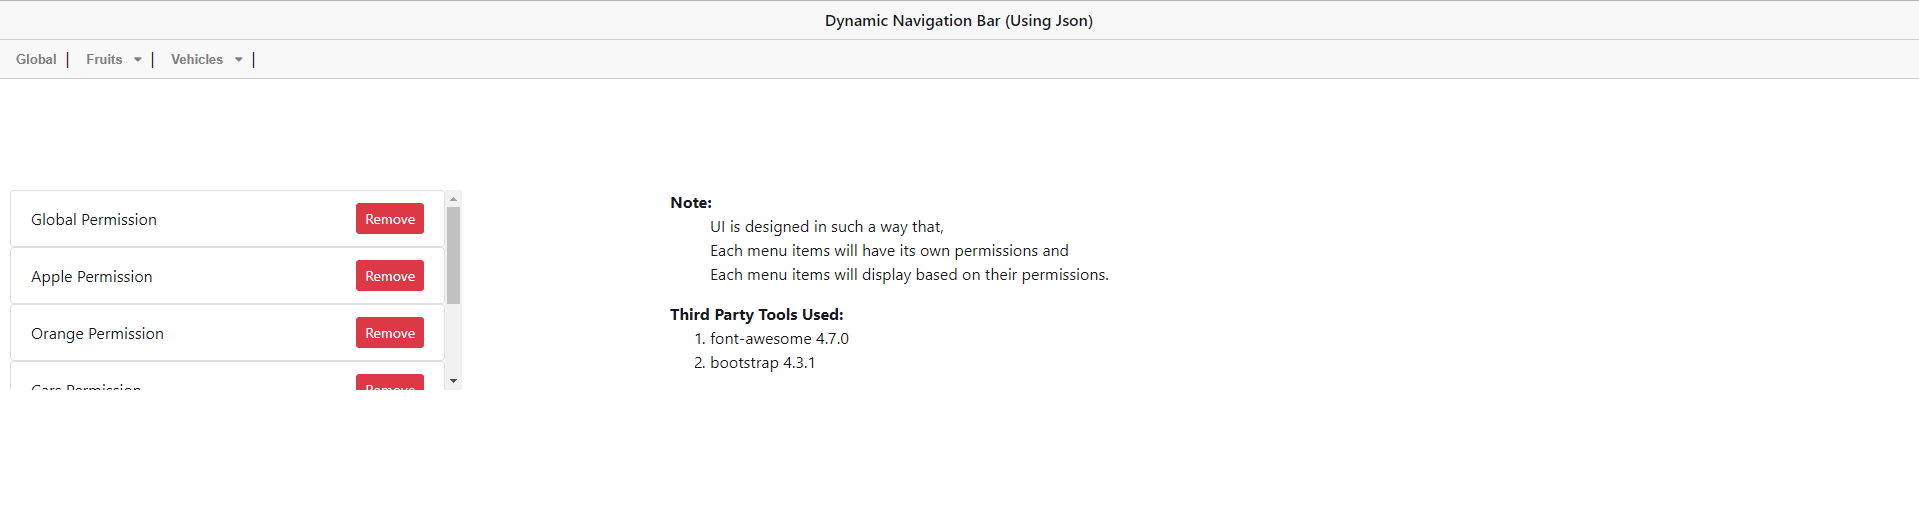 Dynamic Navigation Bar (Using Json)
Global | Fruits | Vehicles |
Global Permission Remove
Apple Permission Remove
Orange Permission Remove
Cars Permission Remove
Note:
UI is designed in such a way that,
Each menu items will have its own permissions and
Each menu items will display based on their permissions.
Third Party Tools Used:
1. font-awesome 4.7.0
2. bootstrap 4.3.1